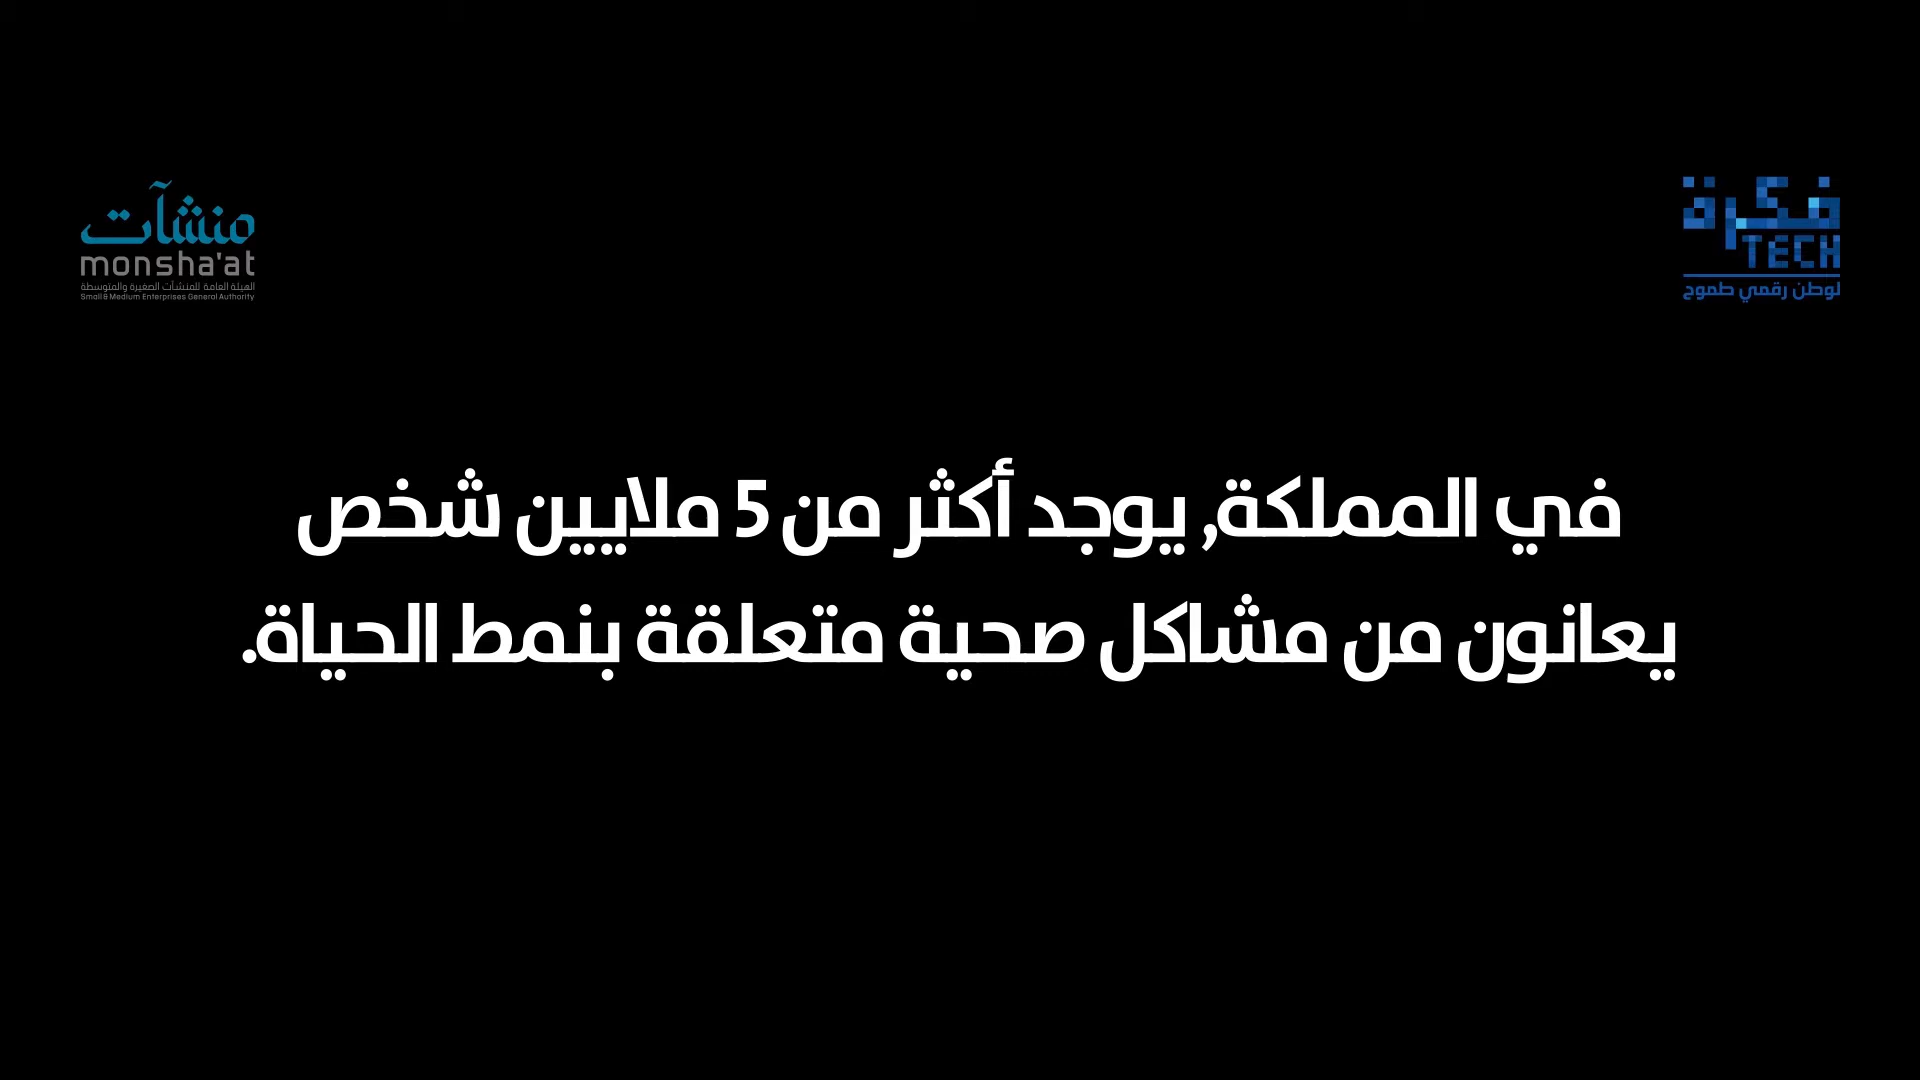 منشآت
monsha'at
الهيئة العامة للمنشآت الصغيرة والمتوسطة
Small & Medium Enterprises General Authority
فكرة
TECH
لوطن رقمي طموح
في المملكة, يوجد أكثر من 5 ملايين شخص
يعانون من مشاكل صحية متعلقة بنمط الحياة.